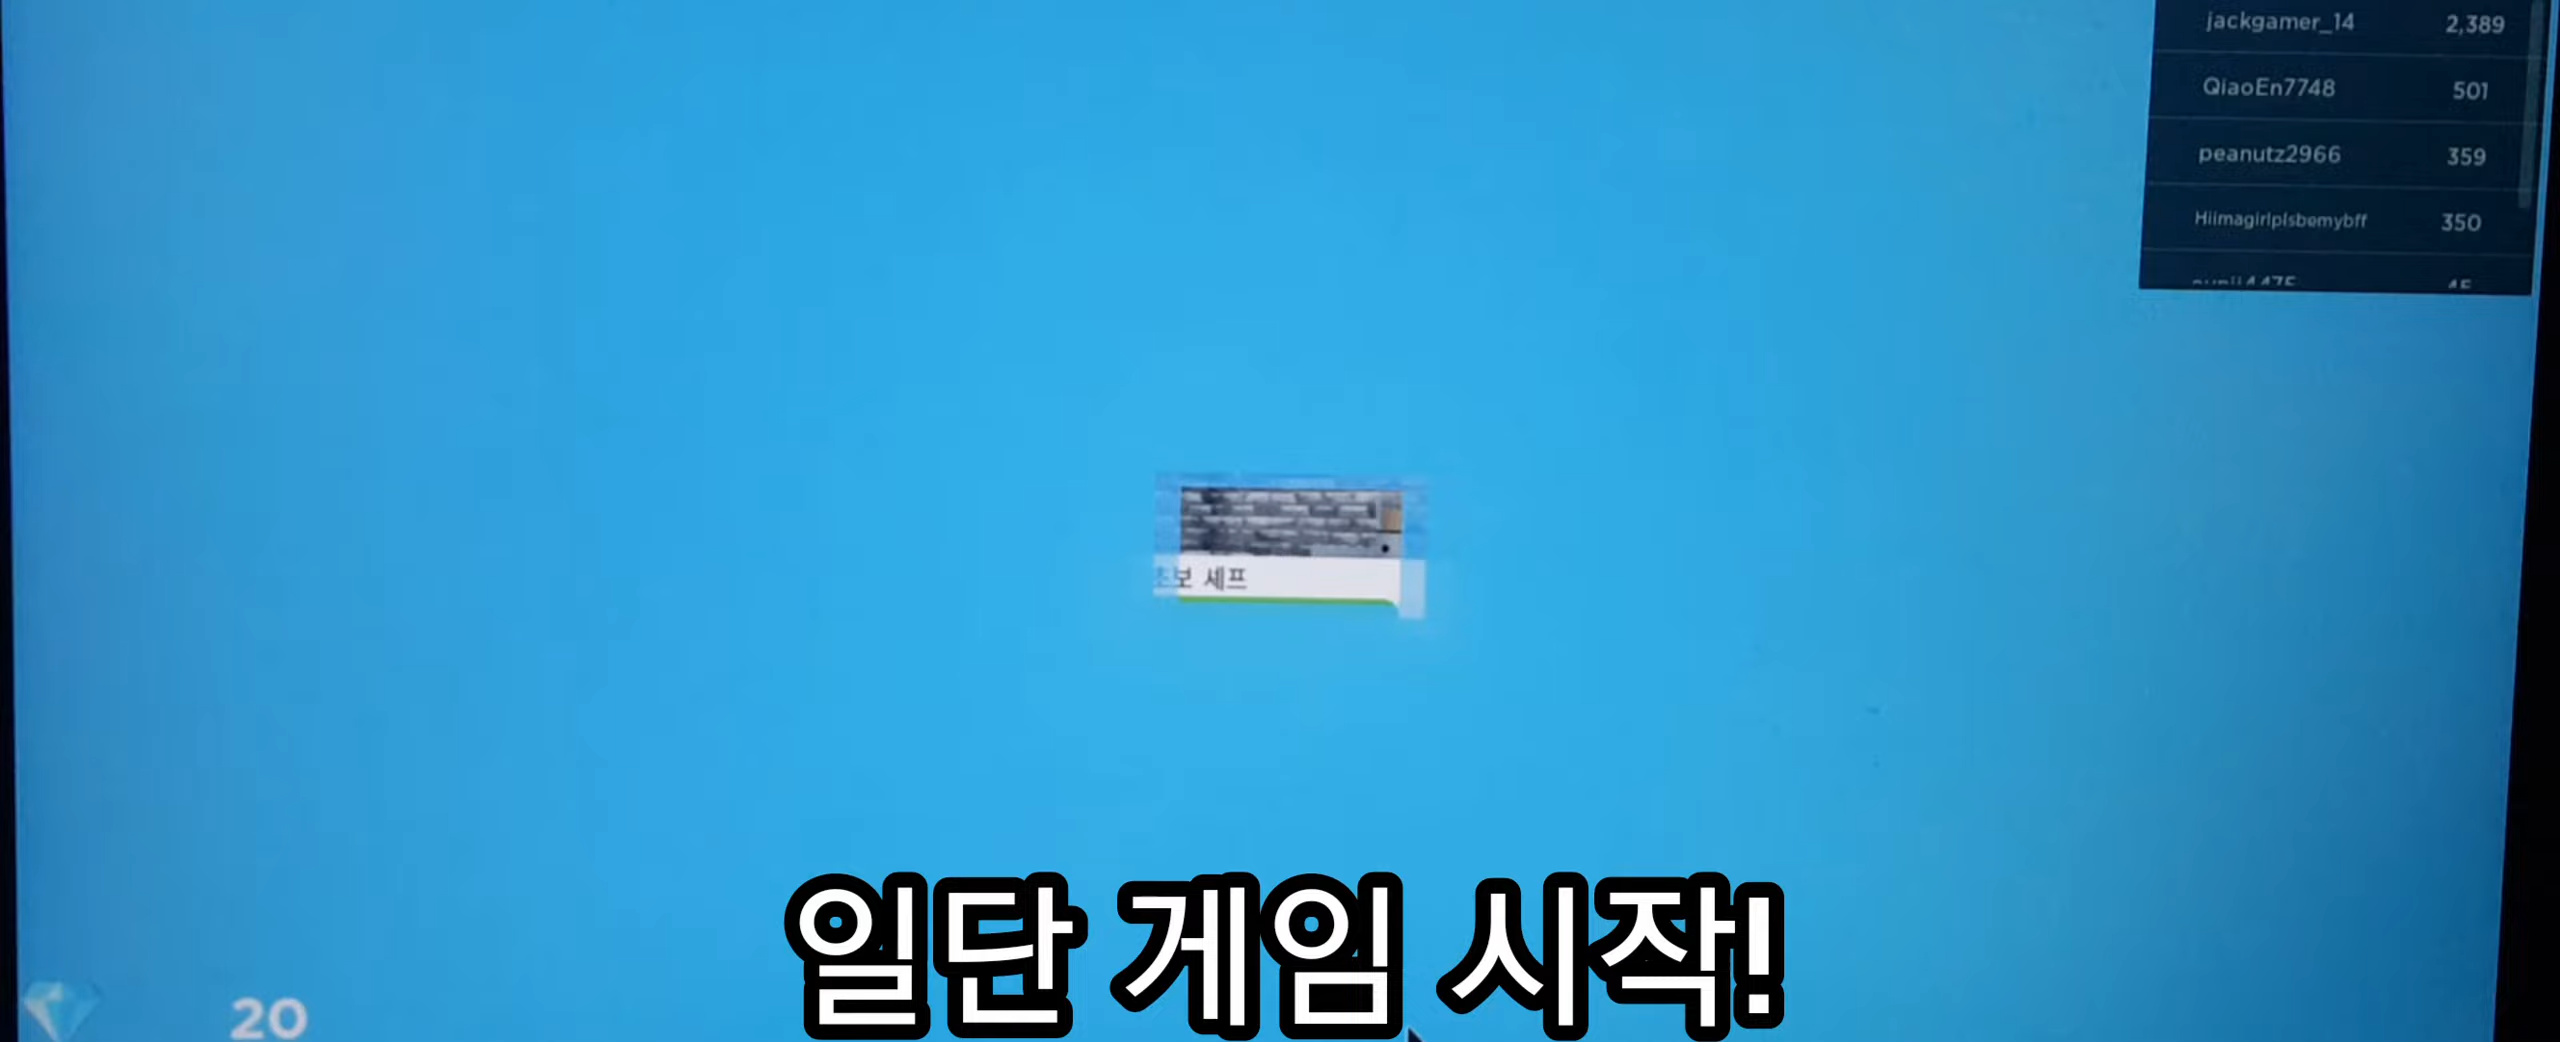 jackgamer_14 2,389
QiaoEn7748 501
peanutz2966 359
Hiimagirlplsbemybff 350
초보 셰프
20
일단 게임 시작!